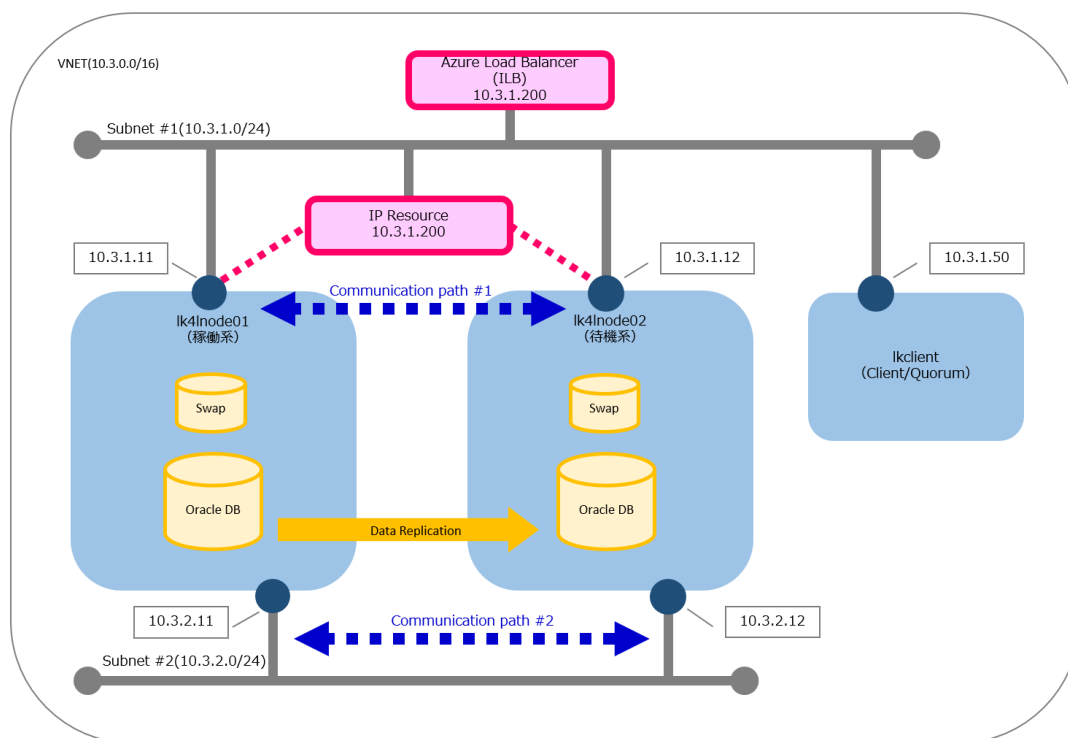 VNET(10.3.0.0/16)
Azure Load Balancer
(ILB)
10.3.1.200
Subnet #1(10.3.1.0/24)
IP Resource
10.3.1.200
10.3.1.11
10.3.1.12
10.3.1.50
Communication path #1
lk4lnode01
（稼働系）
lk4lnode02
（待機系）
lkclient
（Client/Quorum）
Swap
Swap
Oracle DB
Oracle DB
Data Replication
10.3.2.11
Communication path #2
10.3.2.12
Subnet #2(10.3.2.0/24)